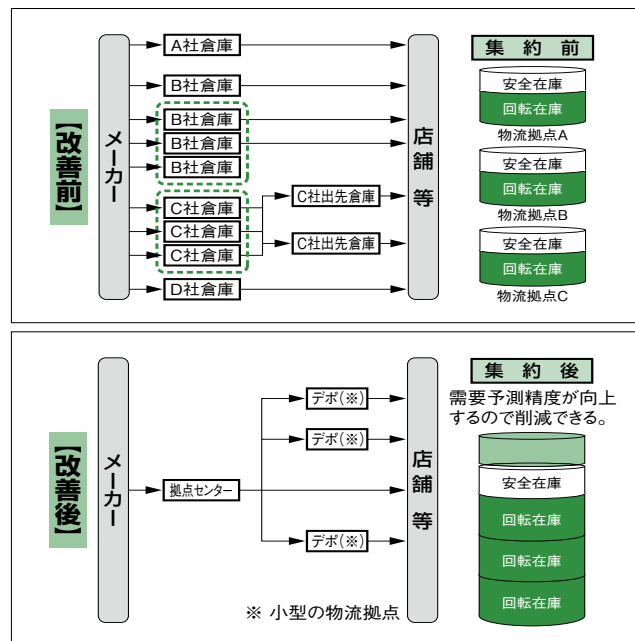 【改善前】
メーカー
A社倉庫
B社倉庫
B社倉庫
B社倉庫
B社倉庫
C社倉庫
C社倉庫
C社倉庫
D社倉庫
C社出先倉庫
C社出先倉庫
店舗等
集約前
安全在庫
回転在庫
物流拠点A
安全在庫
回転在庫
物流拠点B
安全在庫
回転在庫
物流拠点C
【改善後】
メーカー
拠点センター
デポ(※)
デポ(※)
デポ(※)
店舗等
※ 小型の物流拠点
集約後
需要予測精度が向上
するので削減できる。
安全在庫
回転在庫
回転在庫
回転在庫